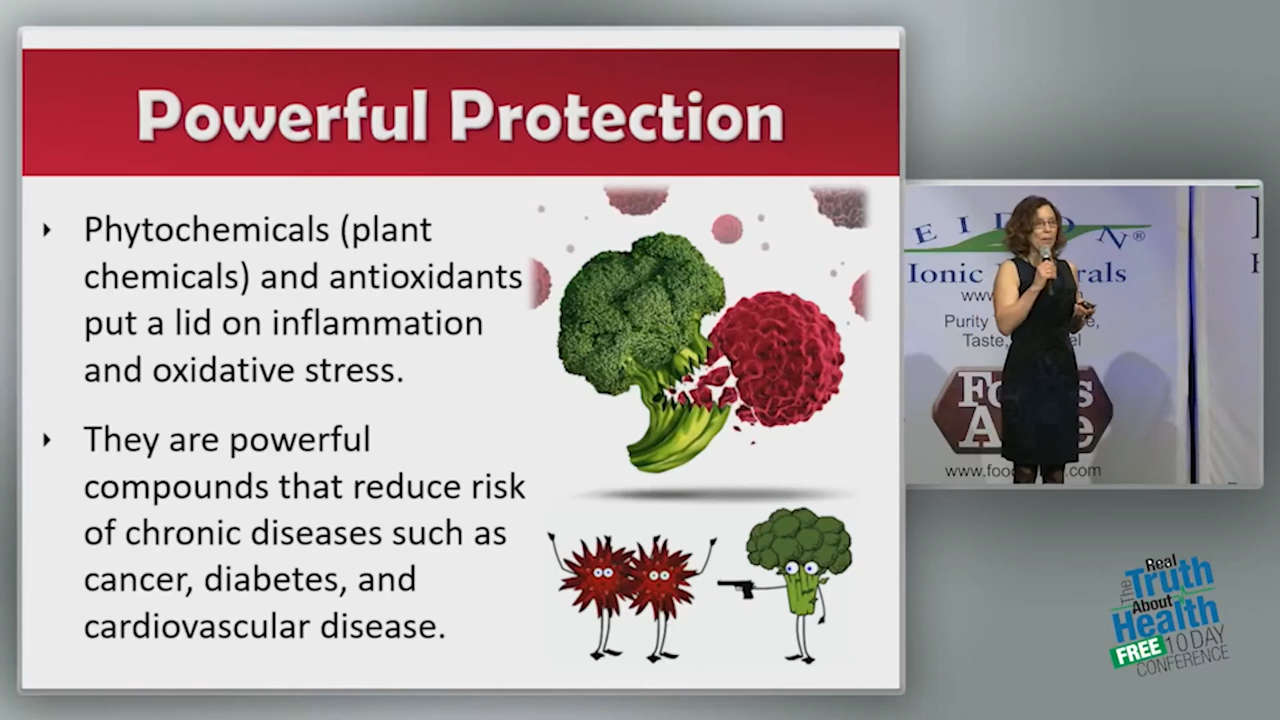 Powerful Protection
‣ Phytochemicals (plant
chemicals) and antioxidants
put a lid on inflammation
and oxidative stress.
‣ They are powerful
compounds that reduce risk
of chronic diseases such as
cancer, diabetes, and
cardiovascular disease.
®
Ionic
www.
Purity
Taste,
www.foo
.com
The
Real
Truth
About
Health
FREE 10 DAY
CONFERENCE